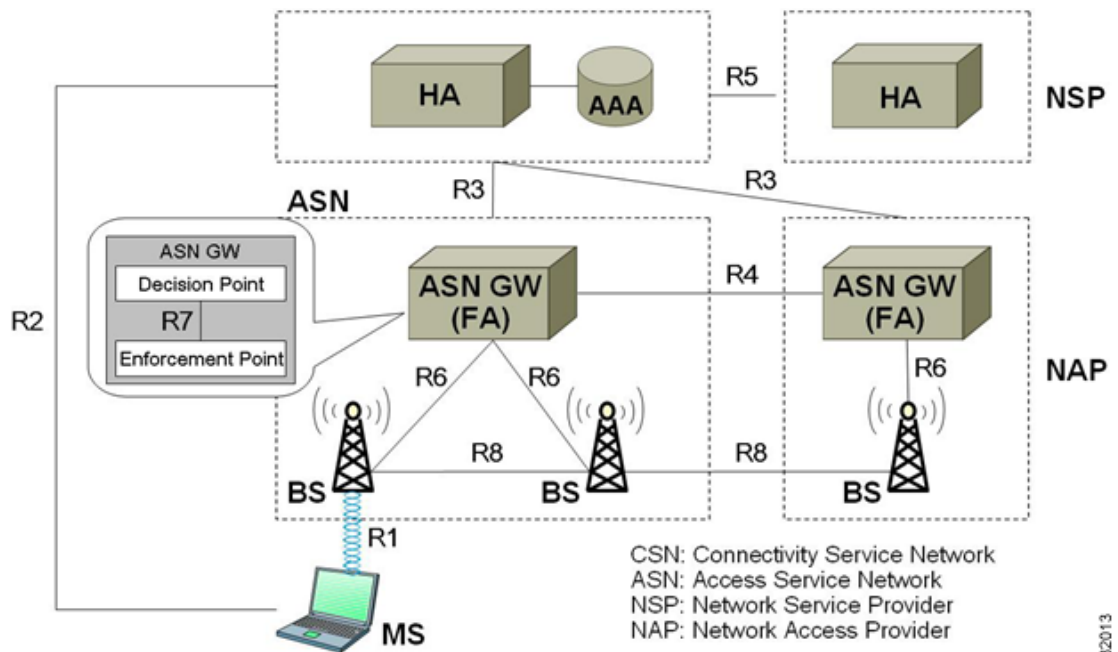 HA
AAA
R5
HA
NSP
R3
R3
ASN
ASN GW
Decision Point
R7
Enforcement Point
R2
ASN GW
(FA)
R4
ASN GW
(FA)
R6
R6
R6
NAP
R8
R8
BS
BS
BS
R1
MS
CSN: Connectivity Service Network
ASN: Access Service Network
NSP: Network Service Provider
NAP: Network Access Provider